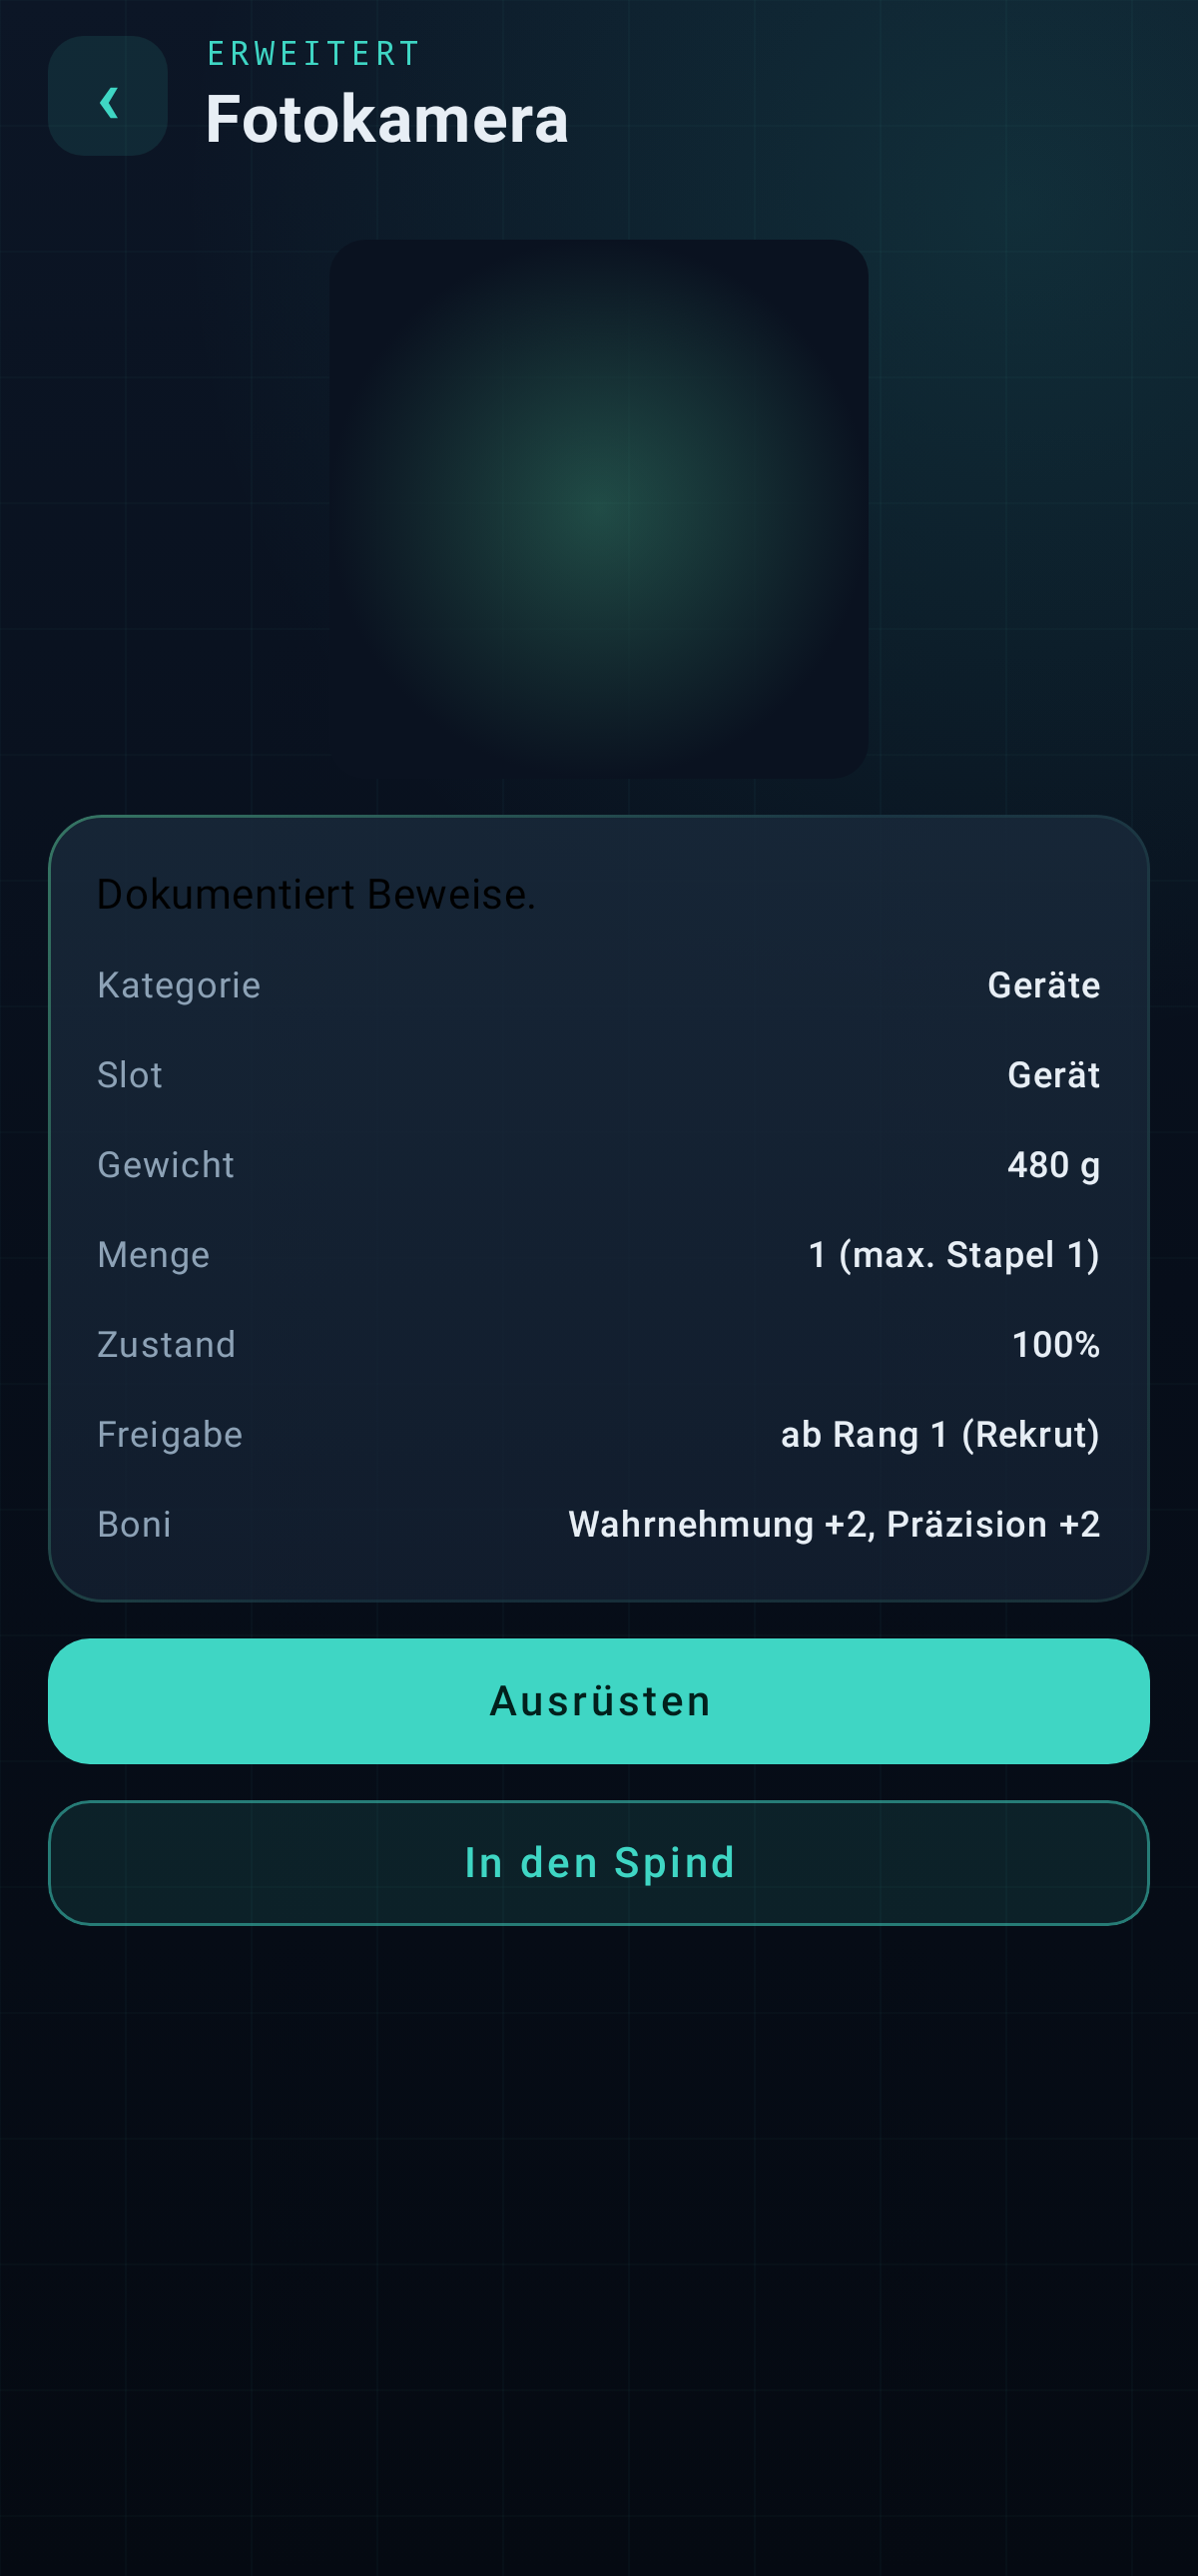 ERWEITERT
Fotokamera
Dokumentiert Beweise.
Kategorie Geräte
Slot Gerät
Gewicht 480 g
Menge 1 (max. Stapel 1)
Zustand 100%
Freigabe ab Rang 1 (Rekrut)
Boni Wahrnehmung +2, Präzision +2
Ausrüsten
In den Spind